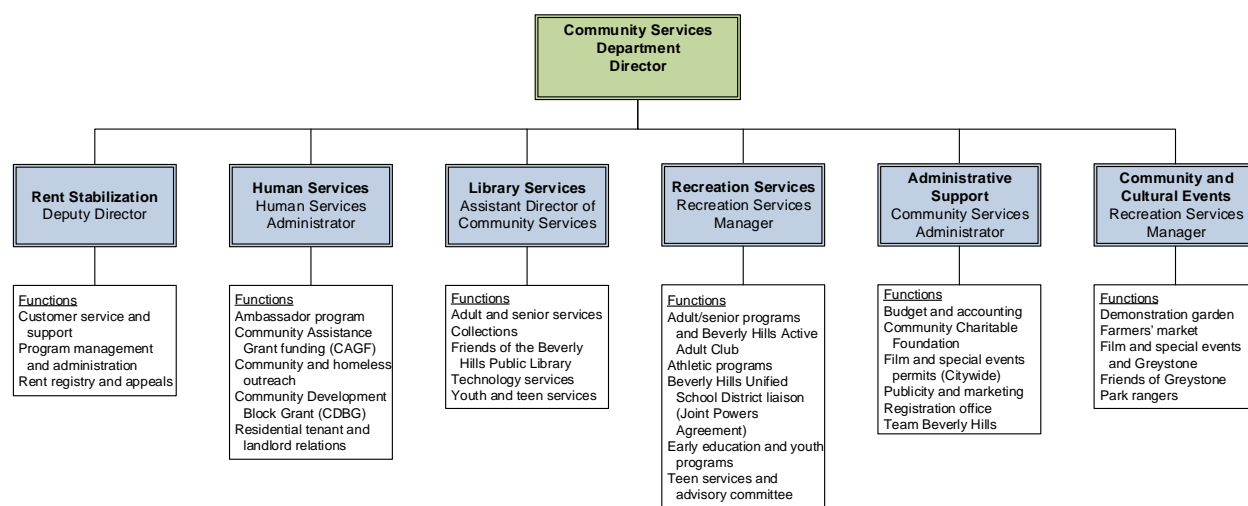 Community Services
Department
Director
Rent Stabilization
Deputy Director
Human Services
Human Services
Administrator
Library Services
Assistant Director of
Community Services
Recreation Services
Recreation Services
Manager
Administrative
Support
Community Services
Administrator
Community and
Cultural Events
Recreation Services
Manager
Functions
Customer service and
support
Program management
and administration
Rent registry and appeals
Functions
Ambassador program
Community Assistance
Grant funding (CAGF)
Community and homeless
outreach
Community Development
Block Grant (CDBG)
Residential tenant and
landlord relations
Functions
Adult and senior services
Collections
Friends of the Beverly
Hills Public Library
Technology services
Youth and teen services
Functions
Adult/senior programs
and Beverly Hills Active
Adult Club
Athletic programs
Beverly Hills Unified
School District liaison
(Joint Powers
Agreement)
Early education and youth
programs
Teen services and
advisory committee
Functions
Budget and accounting
Community Charitable
Foundation
Film and special events
permits (Citywide)
Publicity and marketing
Registration office
Team Beverly Hills
Functions
Demonstration garden
Farmers' market
Film and special events
and Greystone
Friends of Greystone
Park rangers